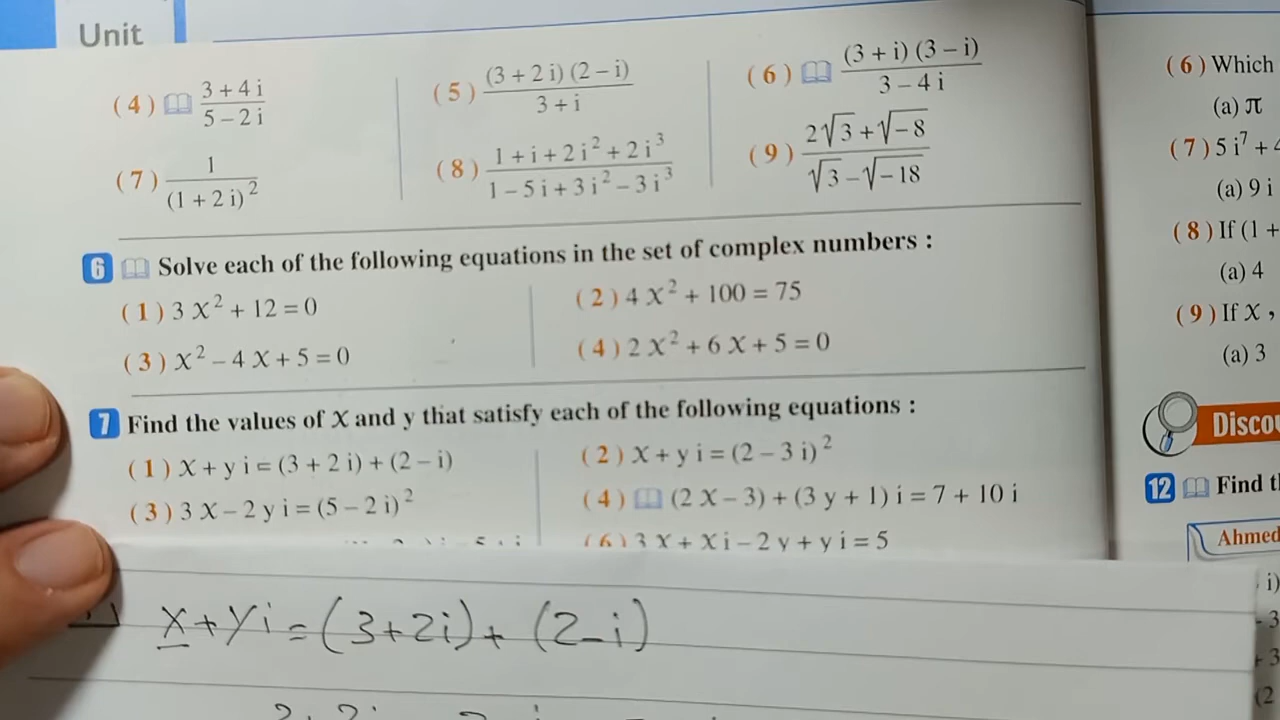 Unit
(4) (3 + 4 i)/(5 – 2 i) (5) ((3 + 2 i) (2 – i))/(3 + i) (6) ((3 + i) (3 – i))/(3 – 4 i)
(7) 1/(1 + 2 i)² (8) (1 + i + 2 i² + 2 i³)/(1 – 5 i + 3 i² – 3 i³) (9) (2√3 + √–8)/(√3 – √–18)
6 Solve each of the following equations in the set of complex numbers :
(1) 3 X² + 12 = 0 (2) 4 X² + 100 = 75
(3) X² – 4 X + 5 = 0 (4) 2 X² + 6 X + 5 = 0
7 Find the values of X and y that satisfy each of the following equations :
(1) X + y i = (3 + 2 i) + (2 – i) (2) X + y i = (2 – 3 i)²
(3) 3 X – 2 y i = (5 – 2 i)² (4) (2 X – 3) + (3 y + 1) i = 7 + 10 i
(6) 3 X + X i – 2 y + y i = 5
x + yi = (3+2i) + (2-i)
(6) Which
(a) π
(7) 5 i⁷ +
(a) 9 i
(8) If (1 +
(a) 4
(9) If X ,
(a) 3
12 Find
Ahmed